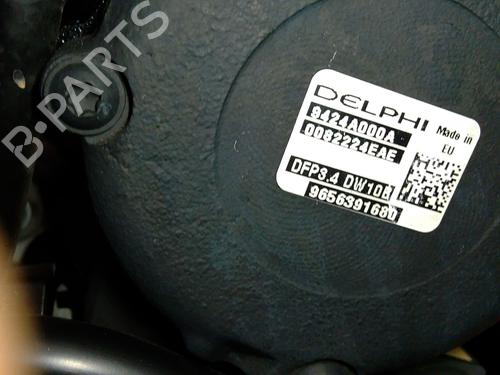 DELPHI
Made in
EU
9424A000A
0082224EAE
DFP3.4 DW10B
9656391680
B·PARTS